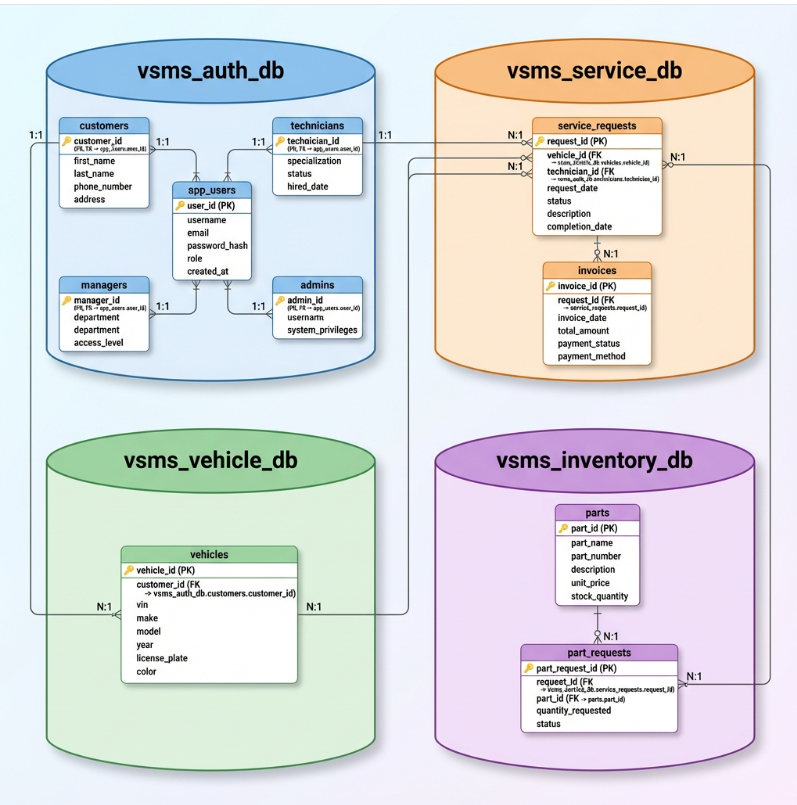 vsms_auth_db
1:1
customers
customer_id
first_name
last_name
phone_number
address
1:1
technicians
technician_id
specialization
status
hired_date
1:1
1:1
app_users
user_id (PK)
username
email
password_hash
role
created_at
managers
manager_id
department
department
access_level
1:1
admins
admin_id
system_privileges
1:1
vsms_service_db
service_requests
request_id (PK)
vehicle_id (FK
technician_id (FK
request_date
status
description
completion_date
N:1
N:1
N:1
N:1
invoices
invoice_id (PK)
request_id (FK
→ service_requests.request_id)
invoice_date
total_amount
payment_status
payment_method
vsms_vehicle_db
vehicles
vehicle_id (PK)
customer_id (FK
-> vsms_auth_db.customers.customer_id)
vin
make
model
year
license_plate
color
N:1
N:1
vsms_inventory_db
parts
part_id (PK)
part_name
part_number
description
unit_price
stock_quantity
N:1
part_requests
part_request_id (PK)
part_id (FK → parts.part_id)
quantity_requested
status
N:1